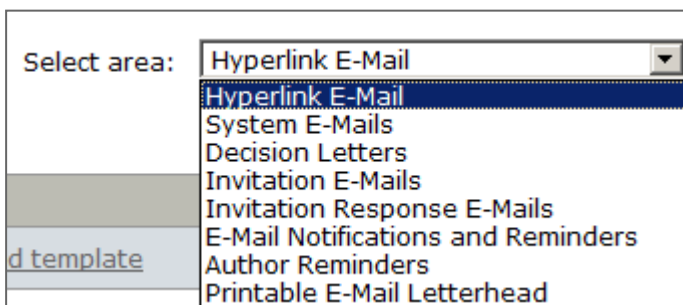 Select area: Hyperlink E-Mail
Hyperlink E-Mail
System E-Mails
Decision Letters
Invitation E-Mails
Invitation Response E-Mails
E-Mail Notifications and Reminders
d template
Author Reminders
Printable E-Mail Letterhead